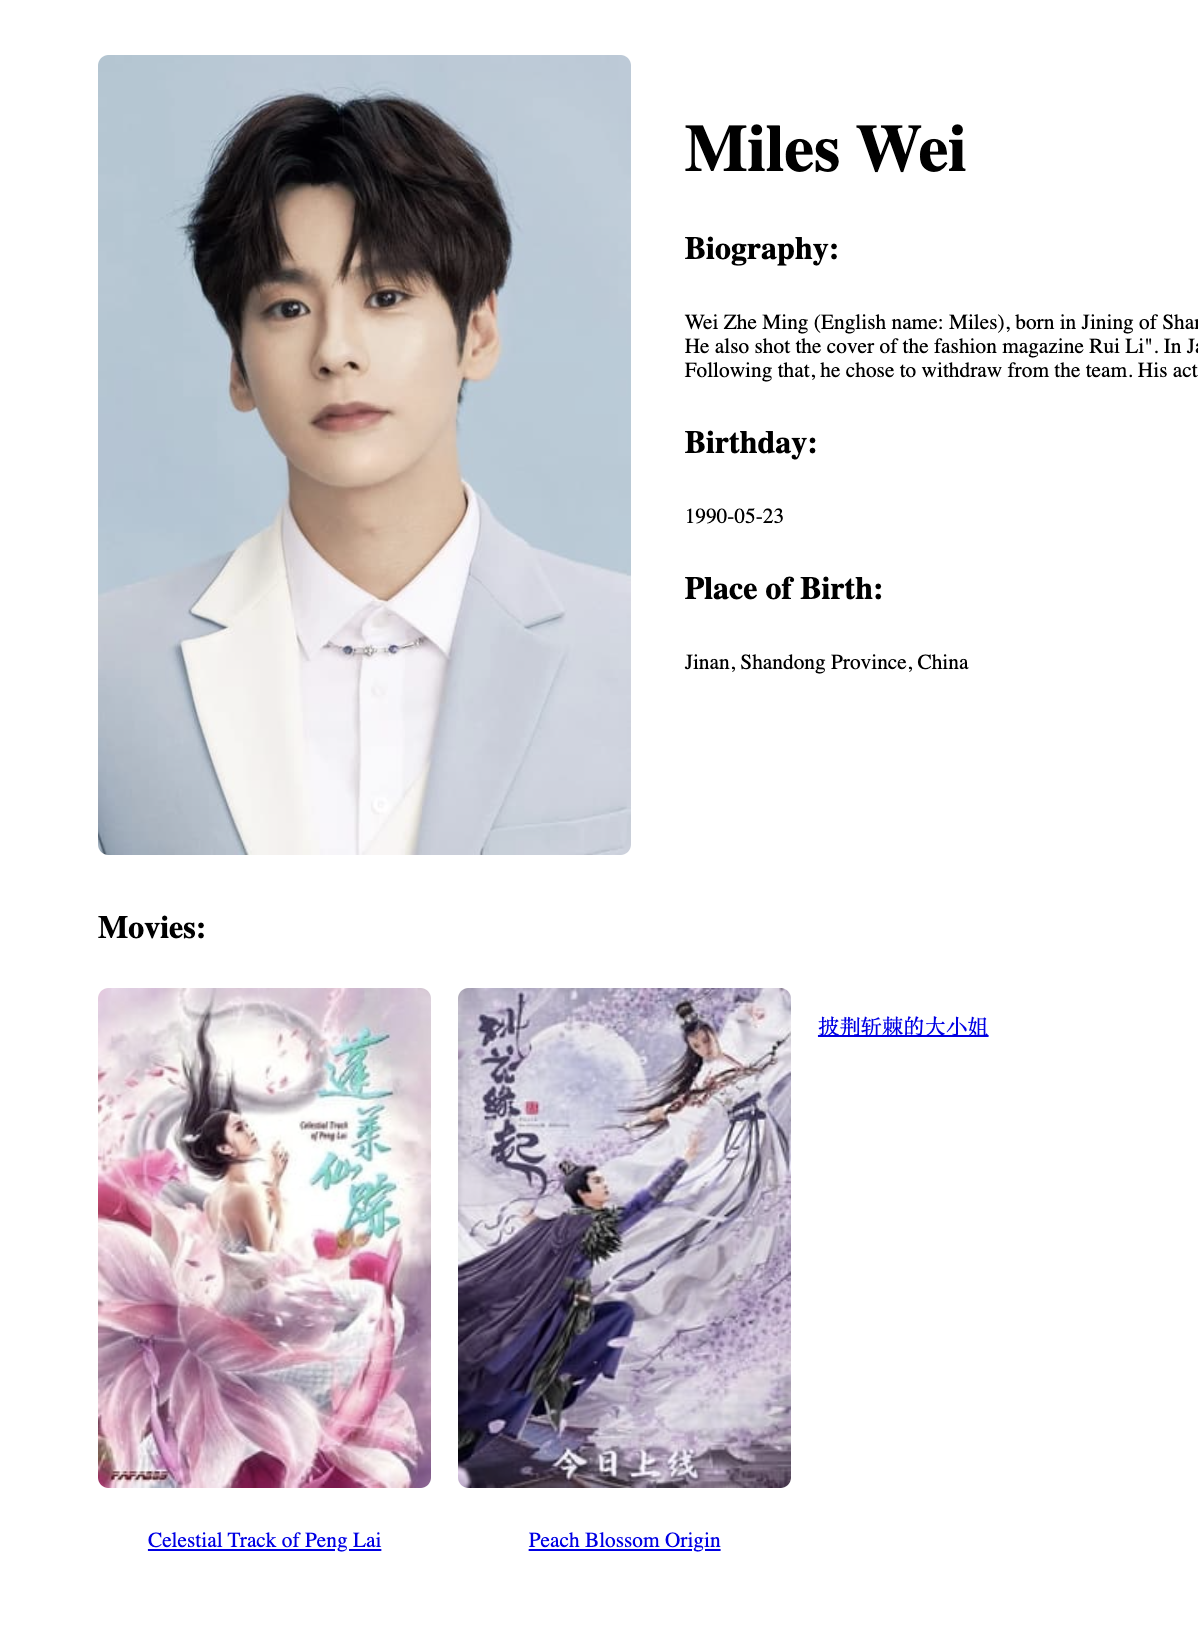 Miles Wei
Biography:
Wei Zhe Ming (English name: Miles), born in Jining of Shan
He also shot the cover of the fashion magazine Rui Li". In Ja
Following that, he chose to withdraw from the team. His act
Birthday:
1990-05-23
Place of Birth:
Jinan, Shandong Province, China
Movies:
蓬莱仙踪
Celestial Track
of Peng Lai
桃花缘起
今日上线
披荆斩棘的大小姐
Celestial Track of Peng Lai
Peach Blossom Origin